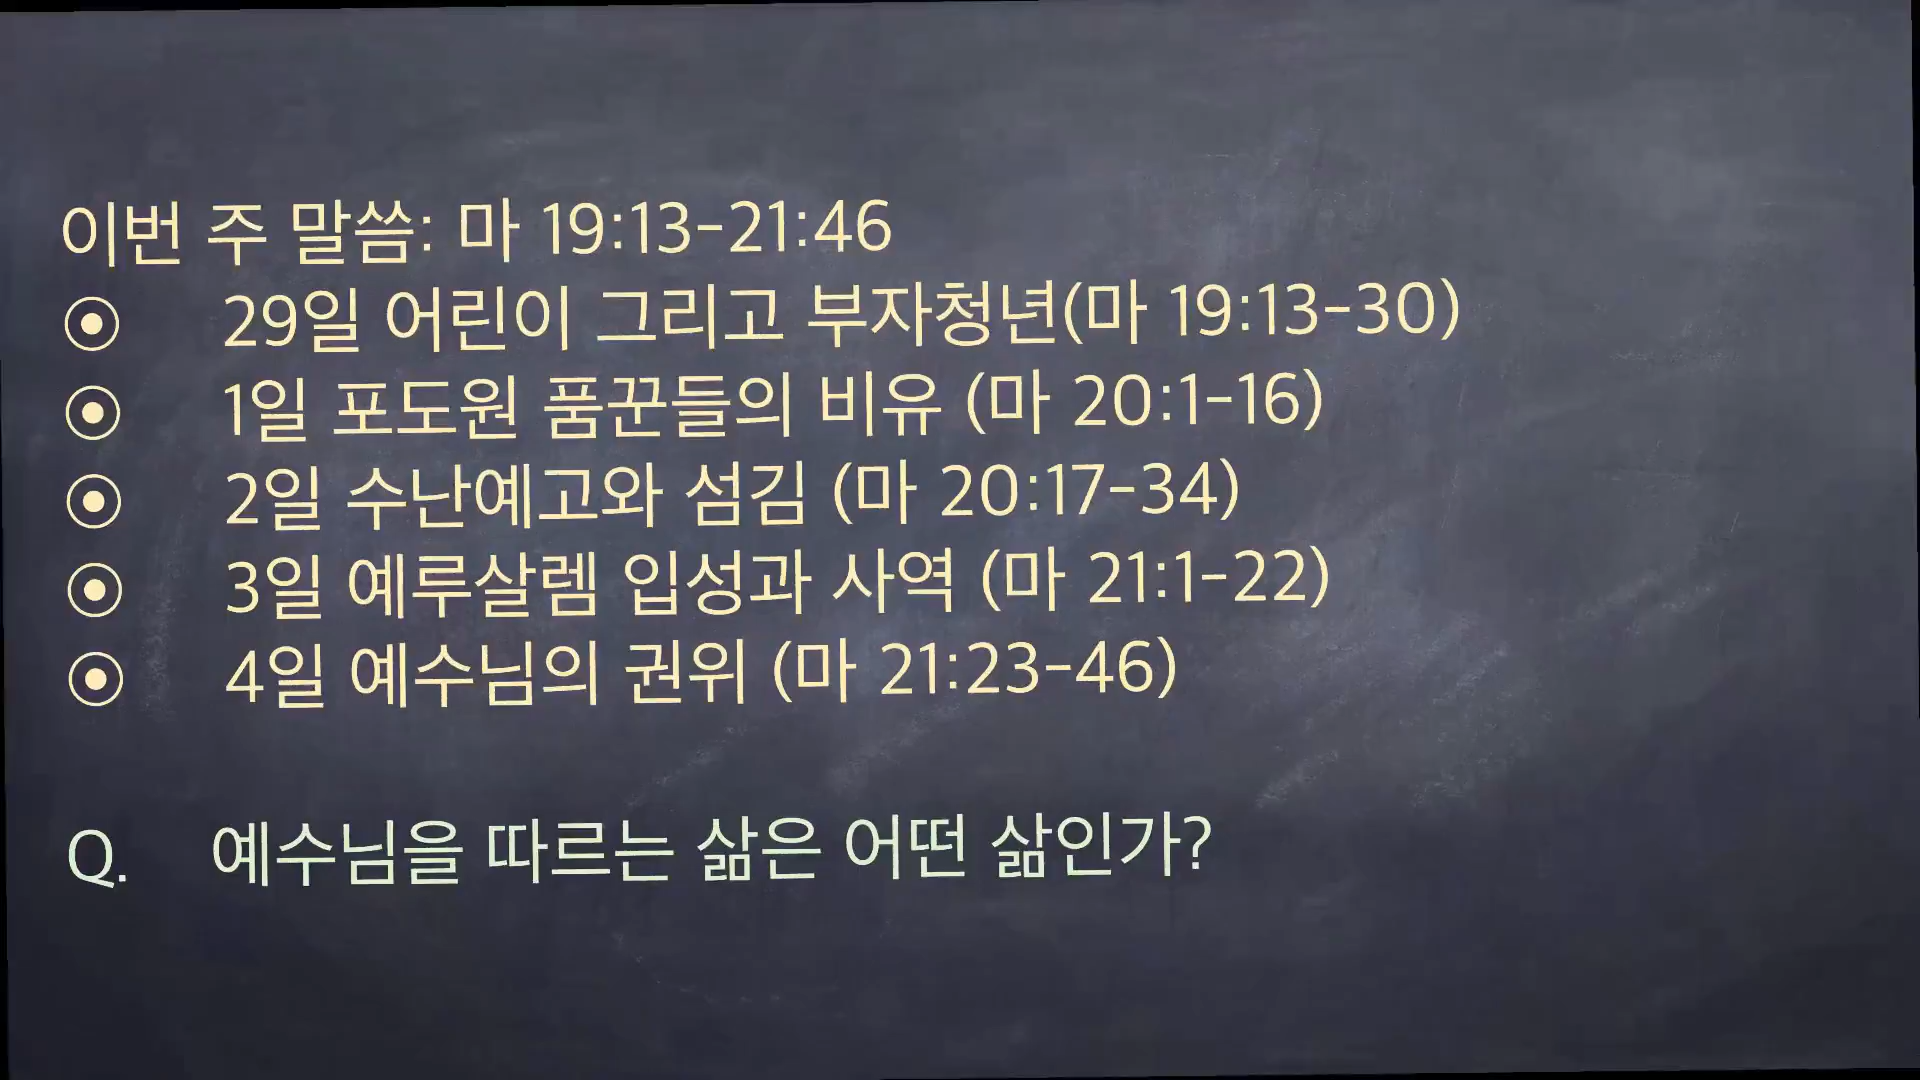 이번 주 말씀: 마 19:13-21:46
29일 어린이 그리고 부자청년(마 19:13-30)
1일 포도원 품꾼들의 비유 (마 20:1-16)
2일 수난예고와 섬김 (마 20:17-34)
3일 예루살렘 입성과 사역 (마 21:1-22)
4일 예수님의 권위 (마 21:23-46)
Q. 예수님을 따르는 삶은 어떤 삶인가?